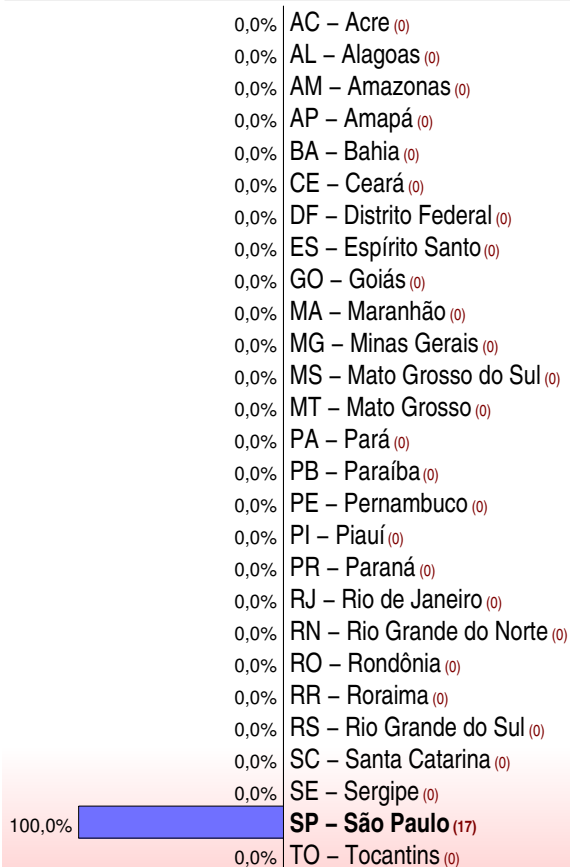 0,0% AC – Acre (0)
0,0% AL – Alagoas (0)
0,0% AM – Amazonas (0)
0,0% AP – Amapá (0)
0,0% BA – Bahia (0)
0,0% CE – Ceará (0)
0,0% DF – Distrito Federal (0)
0,0% ES – Espírito Santo (0)
0,0% GO – Goiás (0)
0,0% MA – Maranhão (0)
0,0% MG – Minas Gerais (0)
0,0% MS – Mato Grosso do Sul (0)
0,0% MT – Mato Grosso (0)
0,0% PA – Pará (0)
0,0% PB – Paraíba (0)
0,0% PE – Pernambuco (0)
0,0% PI – Piauí (0)
0,0% PR – Paraná (0)
0,0% RJ – Rio de Janeiro (0)
0,0% RN – Rio Grande do Norte (0)
0,0% RO – Rondônia (0)
0,0% RR – Roraima (0)
0,0% RS – Rio Grande do Sul (0)
0,0% SC – Santa Catarina (0)
0,0% SE – Sergipe (0)
100,0% SP – São Paulo (17)
0,0% TO – Tocantins (0)